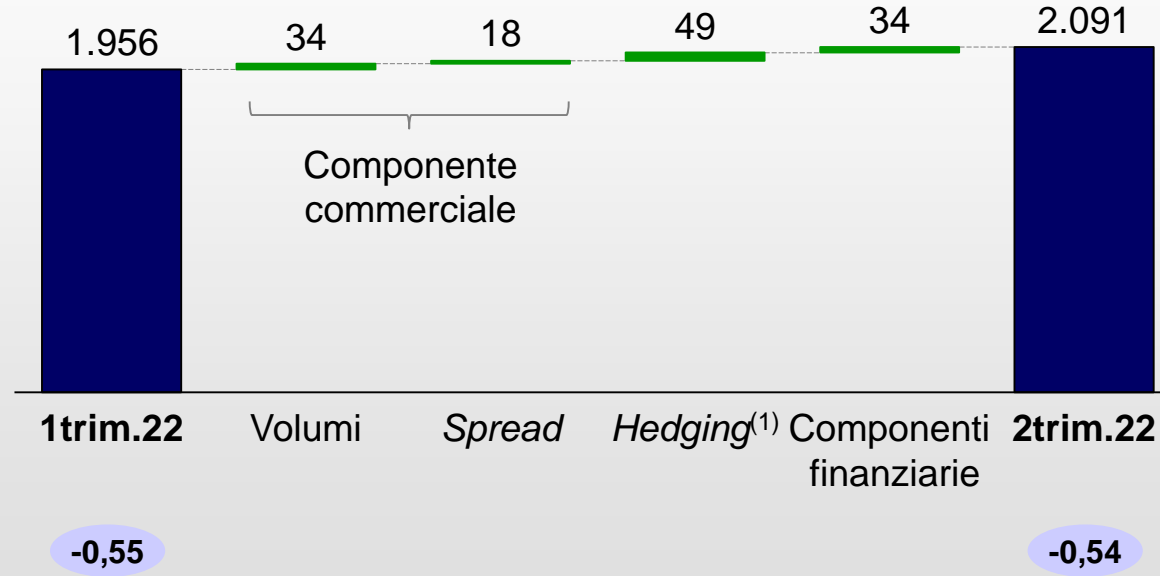 1.956 34 18 49 34 2.091
Componente
commerciale
1trim.22 Volumi Spread Hedging(1) Componenti 2trim.22
finanziarie
-0,55 -0,54